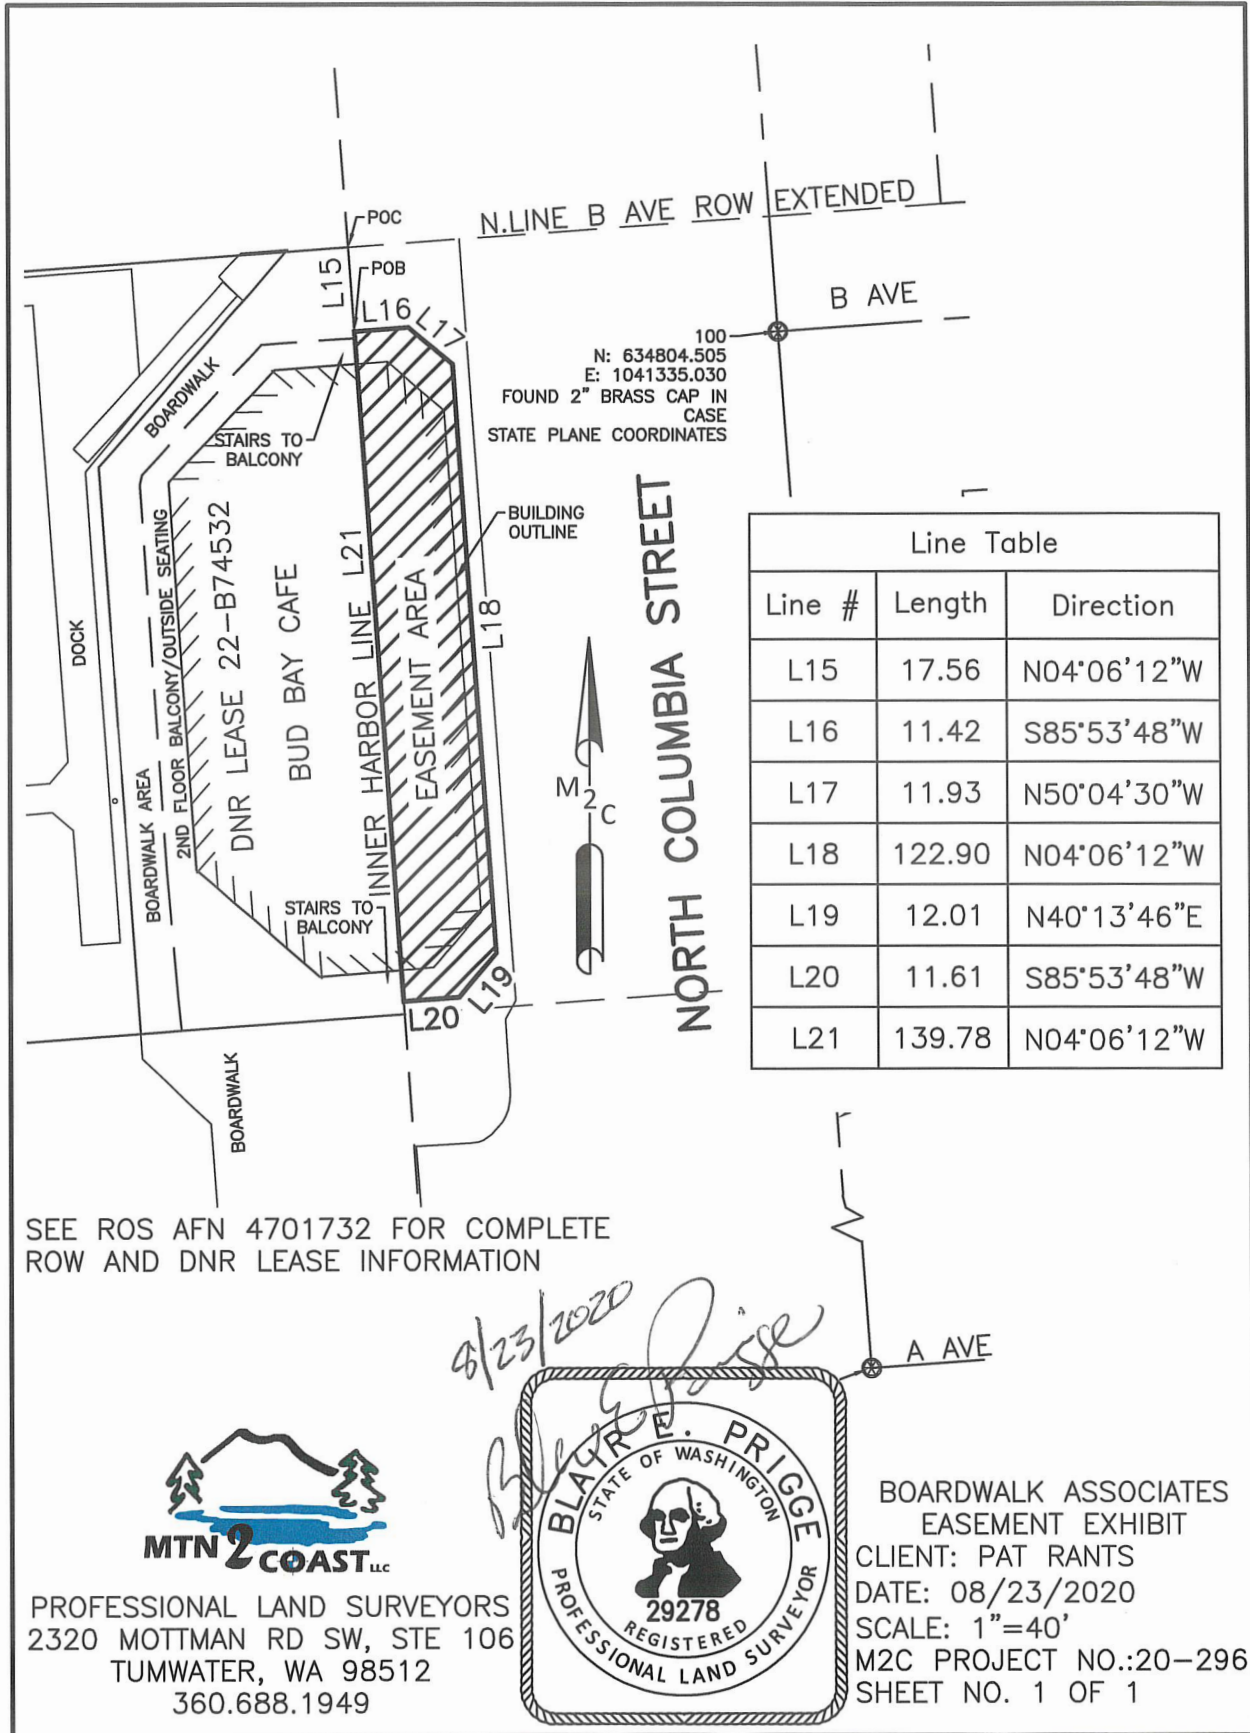 N.LINE B AVE ROW EXTENDED
POC
L15
POB
L16
L17
B AVE
100
N: 634804.505
E: 1041335.030
FOUND 2" BRASS CAP IN
CASE
STATE PLANE COORDINATES
BOARDWALK
STAIRS TO
BALCONY
BUILDING
OUTLINE
DOCK
BOARDWALK AREA
2ND FLOOR BALCONY/OUTSIDE SEATING
DNR LEASE 22-B74532
BUD BAY CAFE
INNER HARBOR LINE L21
EASEMENT AREA
L18
NORTH COLUMBIA STREET
M2C
STAIRS TO
BALCONY
L19
L20
BOARDWALK
Line Table
Line # Length Direction
L15 17.56 N04°06'12"W
L16 11.42 S85°53'48"W
L17 11.93 N50°04'30"W
L18 122.90 N04°06'12"W
L19 12.01 N40°13'46"E
L20 11.61 S85°53'48"W
L21 139.78 N04°06'12"W
SEE ROS AFN 4701732 FOR COMPLETE
ROW AND DNR LEASE INFORMATION
8/23/2020
Blair E Prigge
A AVE
BLAIR E. PRIGGE
STATE OF WASHINGTON
29278
REGISTERED
PROFESSIONAL LAND SURVEYOR
MTN 2 COAST LLC
PROFESSIONAL LAND SURVEYORS
2320 MOTTMAN RD SW, STE 106
TUMWATER, WA 98512
360.688.1949
BOARDWALK ASSOCIATES
EASEMENT EXHIBIT
CLIENT: PAT RANTS
DATE: 08/23/2020
SCALE: 1"=40'
M2C PROJECT NO.:20-296
SHEET NO. 1 OF 1